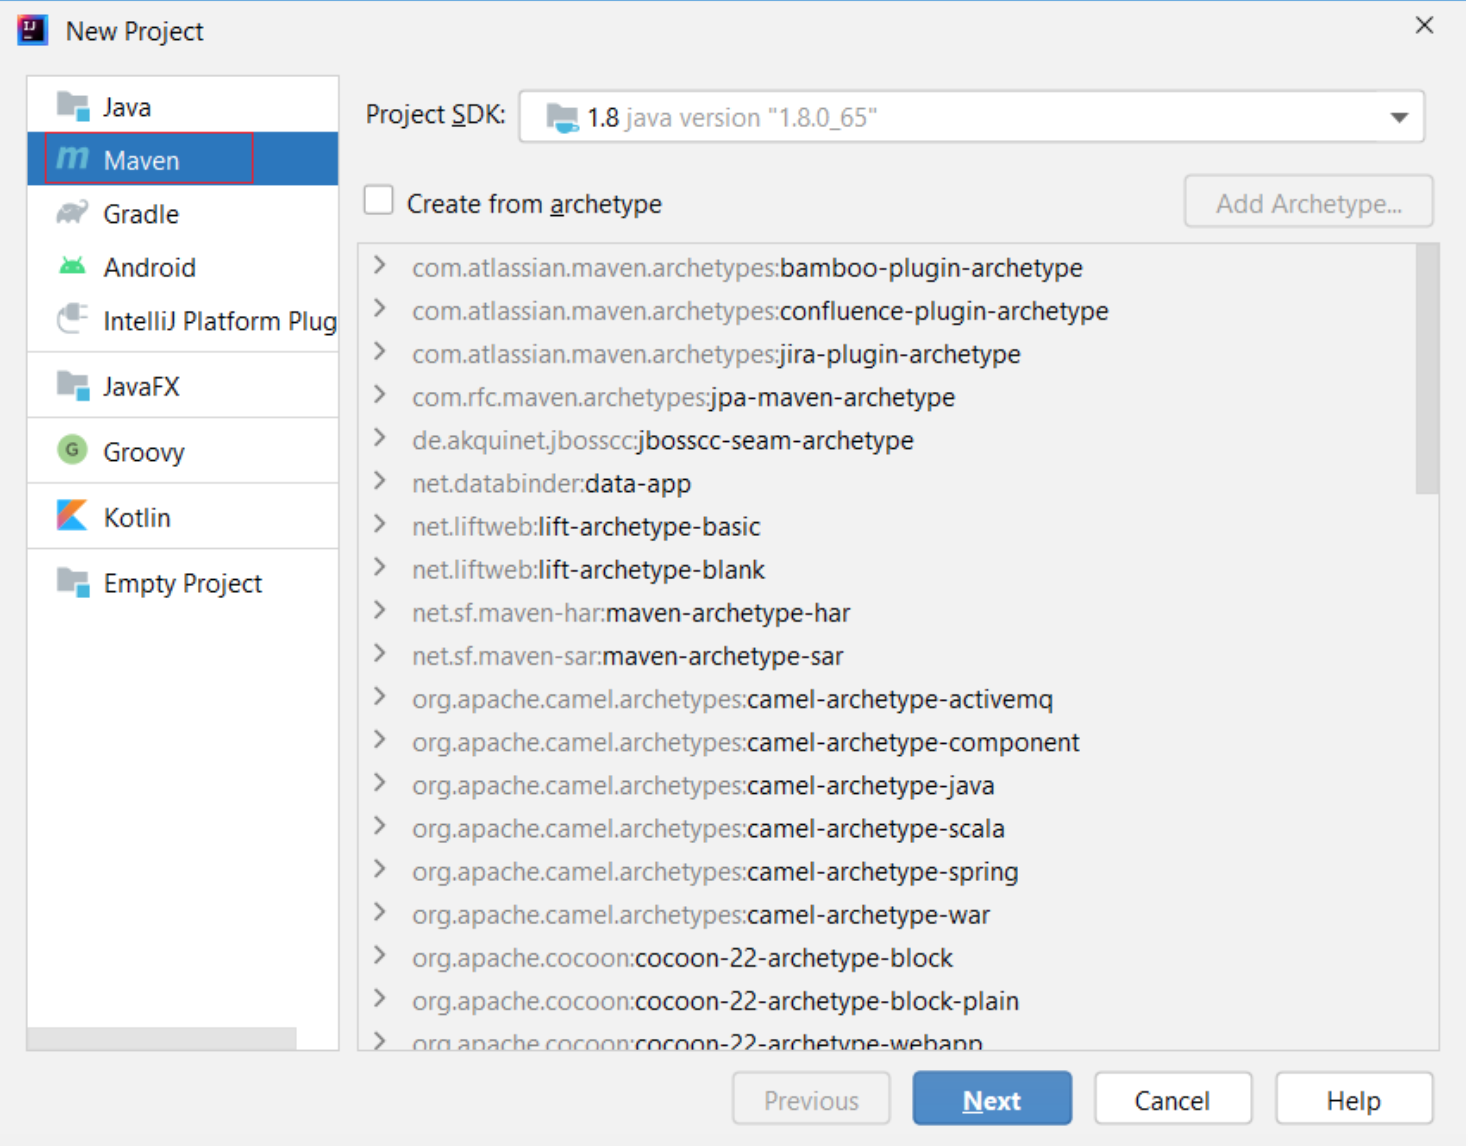 New Project
Java
Maven
Gradle
Android
IntelliJ Platform Plug
JavaFX
Groovy
Kotlin
Empty Project
Project SDK: 1.8 java version "1.8.0_65"
Create from archetype
Add Archetype...
com.atlassian.maven.archetypes:bamboo-plugin-archetype
com.atlassian.maven.archetypes:confluence-plugin-archetype
com.atlassian.maven.archetypes:jira-plugin-archetype
com.rfc.maven.archetypes:jpa-maven-archetype
de.akquinet.jbosscc:jbosscc-seam-archetype
net.databinder:data-app
net.liftweb:lift-archetype-basic
net.liftweb:lift-archetype-blank
net.sf.maven-har:maven-archetype-har
net.sf.maven-sar:maven-archetype-sar
org.apache.camel.archetypes:camel-archetype-activemq
org.apache.camel.archetypes:camel-archetype-component
org.apache.camel.archetypes:camel-archetype-java
org.apache.camel.archetypes:camel-archetype-scala
org.apache.camel.archetypes:camel-archetype-spring
org.apache.camel.archetypes:camel-archetype-war
org.apache.cocoon:cocoon-22-archetype-block
org.apache.cocoon:cocoon-22-archetype-block-plain
org.apache.cocoon:cocoon-22-archetype-webapp
Previous
Next
Cancel
Help